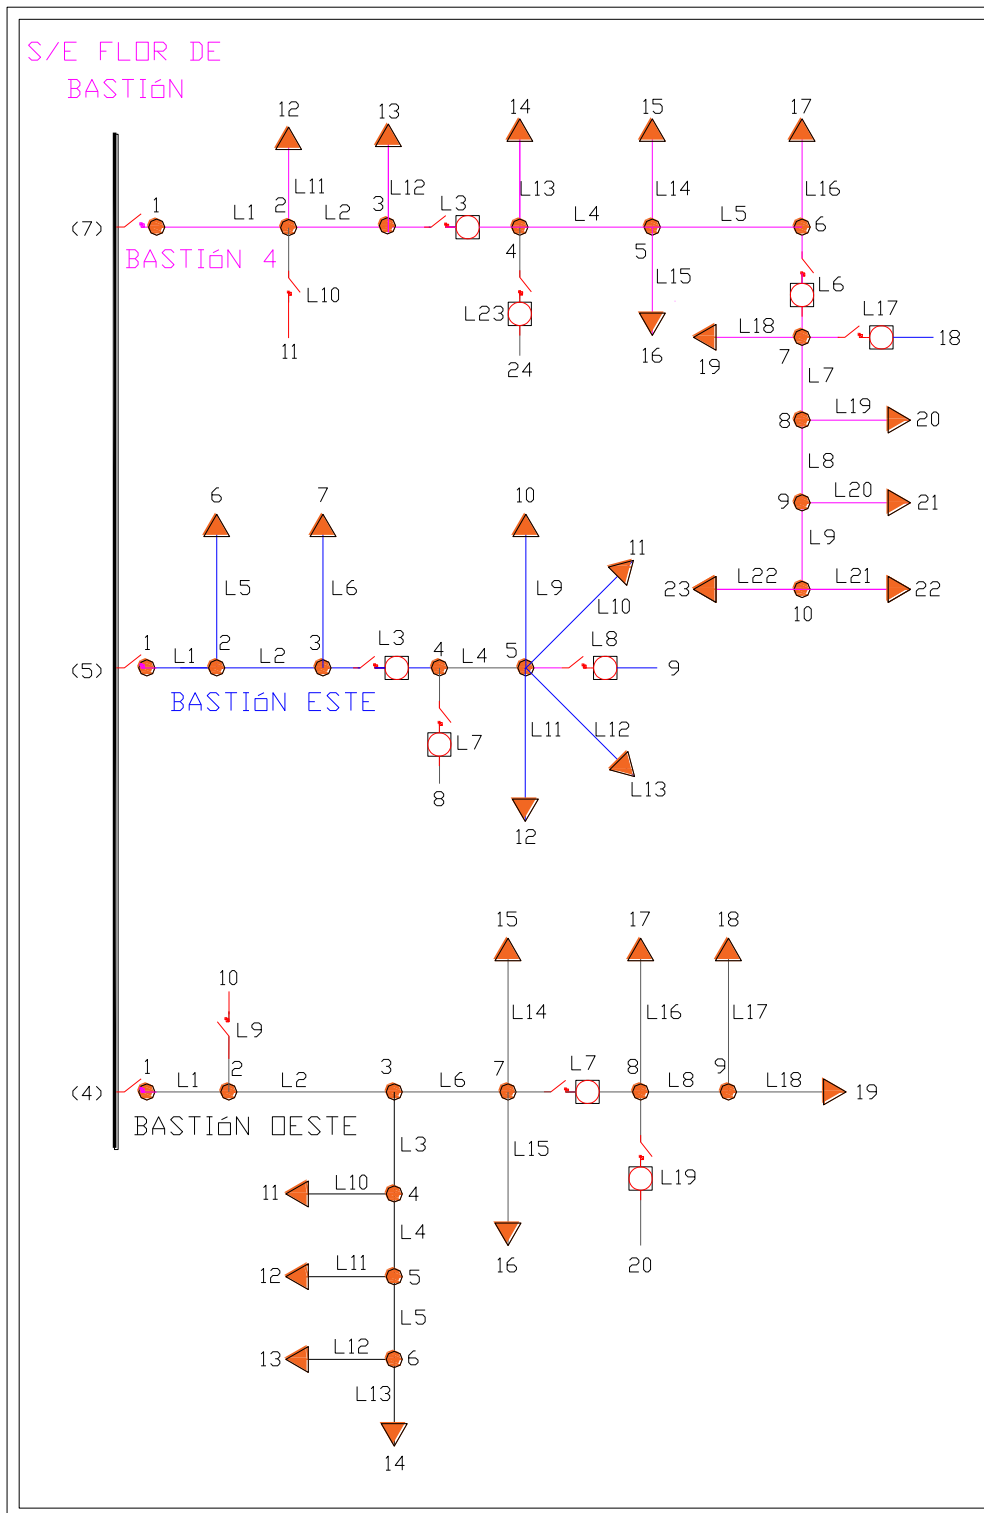 S/E FLOR DE
BASTIóN
12 13 14 15 17
L11 L12 L13 L14 L16
1 L1 2 L2 3 L3 4 L4 5 L5 6
(7)
BASTIóN 4
L10 L23 L15 L6 L17
11 24 16 19 L18 7 18
L7
8 L19 20
L8
9 L20 21
L9
23 L22 10 L21 22
6 7 10 11
L5 L6 L9 L10
1 L1 2 L2 3 L3 4 L4 5 L8 9
(5)
BASTIóN ESTE
L7 L11 L12
8 12 L13
15 17 18
10 L9 L14 L16 L17
1 L1 2 L2 3 L6 7 L7 8 L8 9 L18 19
(4)
BASTIóN OESTE
L3 L15 L19
11 L10 4 16 20
L4
12 L11 5
L5
13 L12 6
L13
14